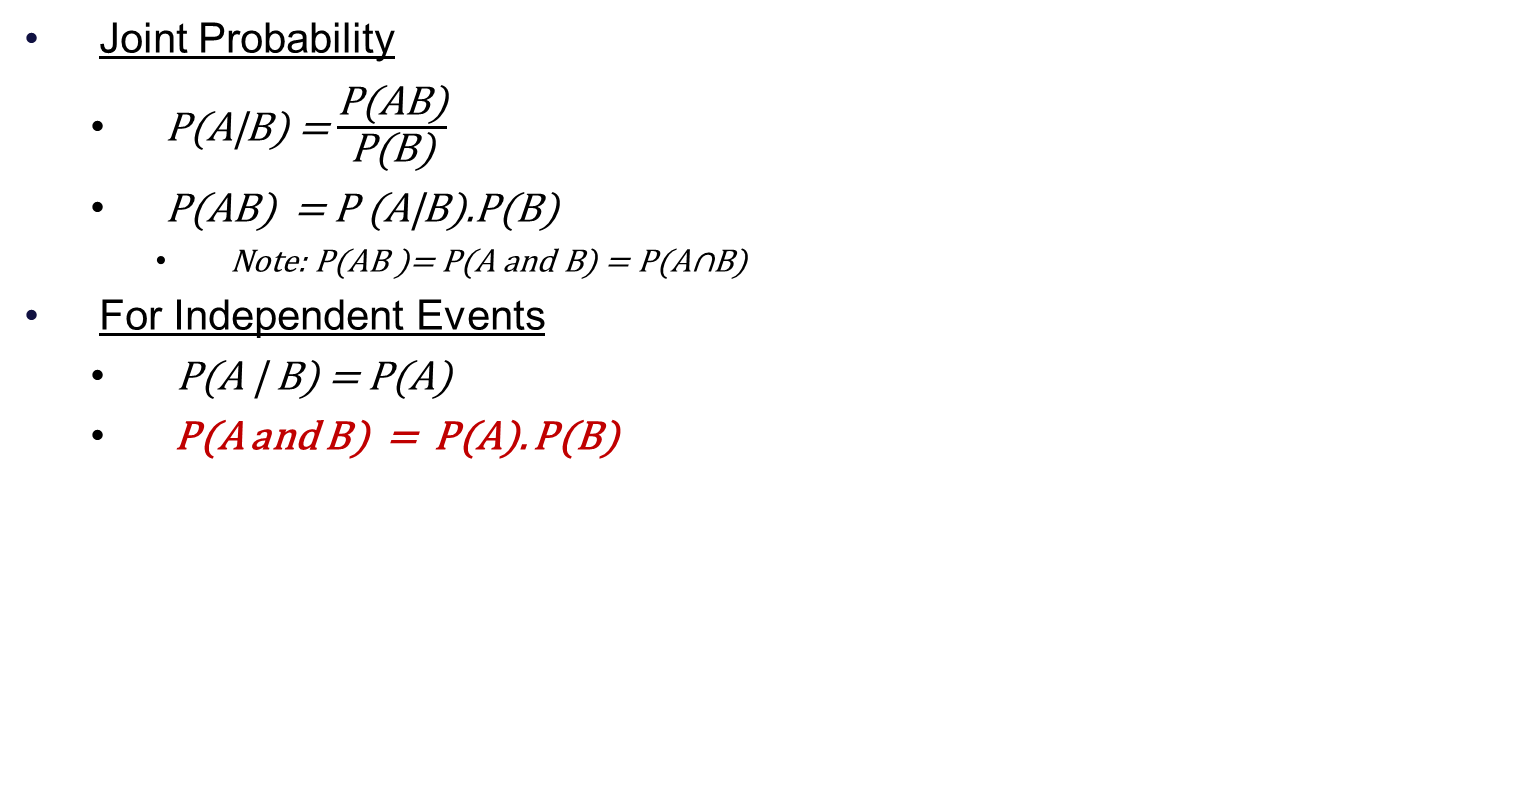 • Joint Probability
• P(A|B) = P(AB)/P(B)
• P(AB) = P (A|B).P(B)
• Note: P(AB )= P(A and B) = P(A∩B)
• For Independent Events
• P(A | B) = P(A)
• P(A and B) = P(A). P(B)